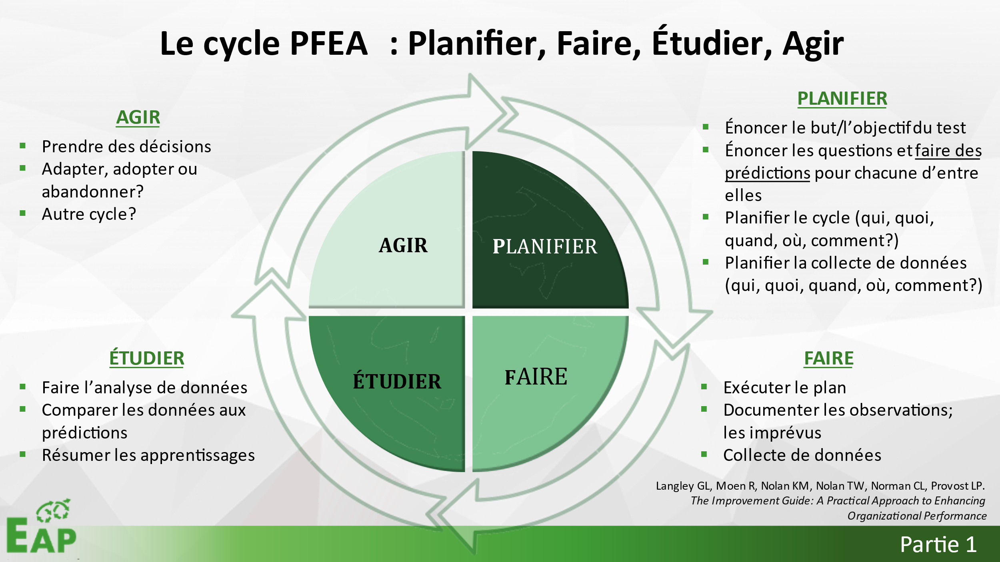 Le cycle PFEA : Planifier, Faire, Étudier, Agir
AGIR
Prendre des décisions
Adapter, adopter ou
abandonner?
Autre cycle?
PLANIFIER
Énoncer le but/l’objectif du test
Énoncer les questions et faire des
prédictions pour chacune d’entre
elles
Planifier le cycle (qui, quoi,
quand, où, comment?)
Planifier la collecte de données
(qui, quoi, quand, où, comment?)
AGIR
PLANIFIER
ÉTUDIER
FAIRE
ÉTUDIER
Faire l’analyse de données
Comparer les données aux
prédictions
Résumer les apprentissages
FAIRE
Exécuter le plan
Documenter les observations;
les imprévus
Collecte de données
Langley GL, Moen R, Nolan KM, Nolan TW, Norman CL, Provost LP.
The Improvement Guide: A Practical Approach to Enhancing
Organizational Performance
EAP
Partie 1